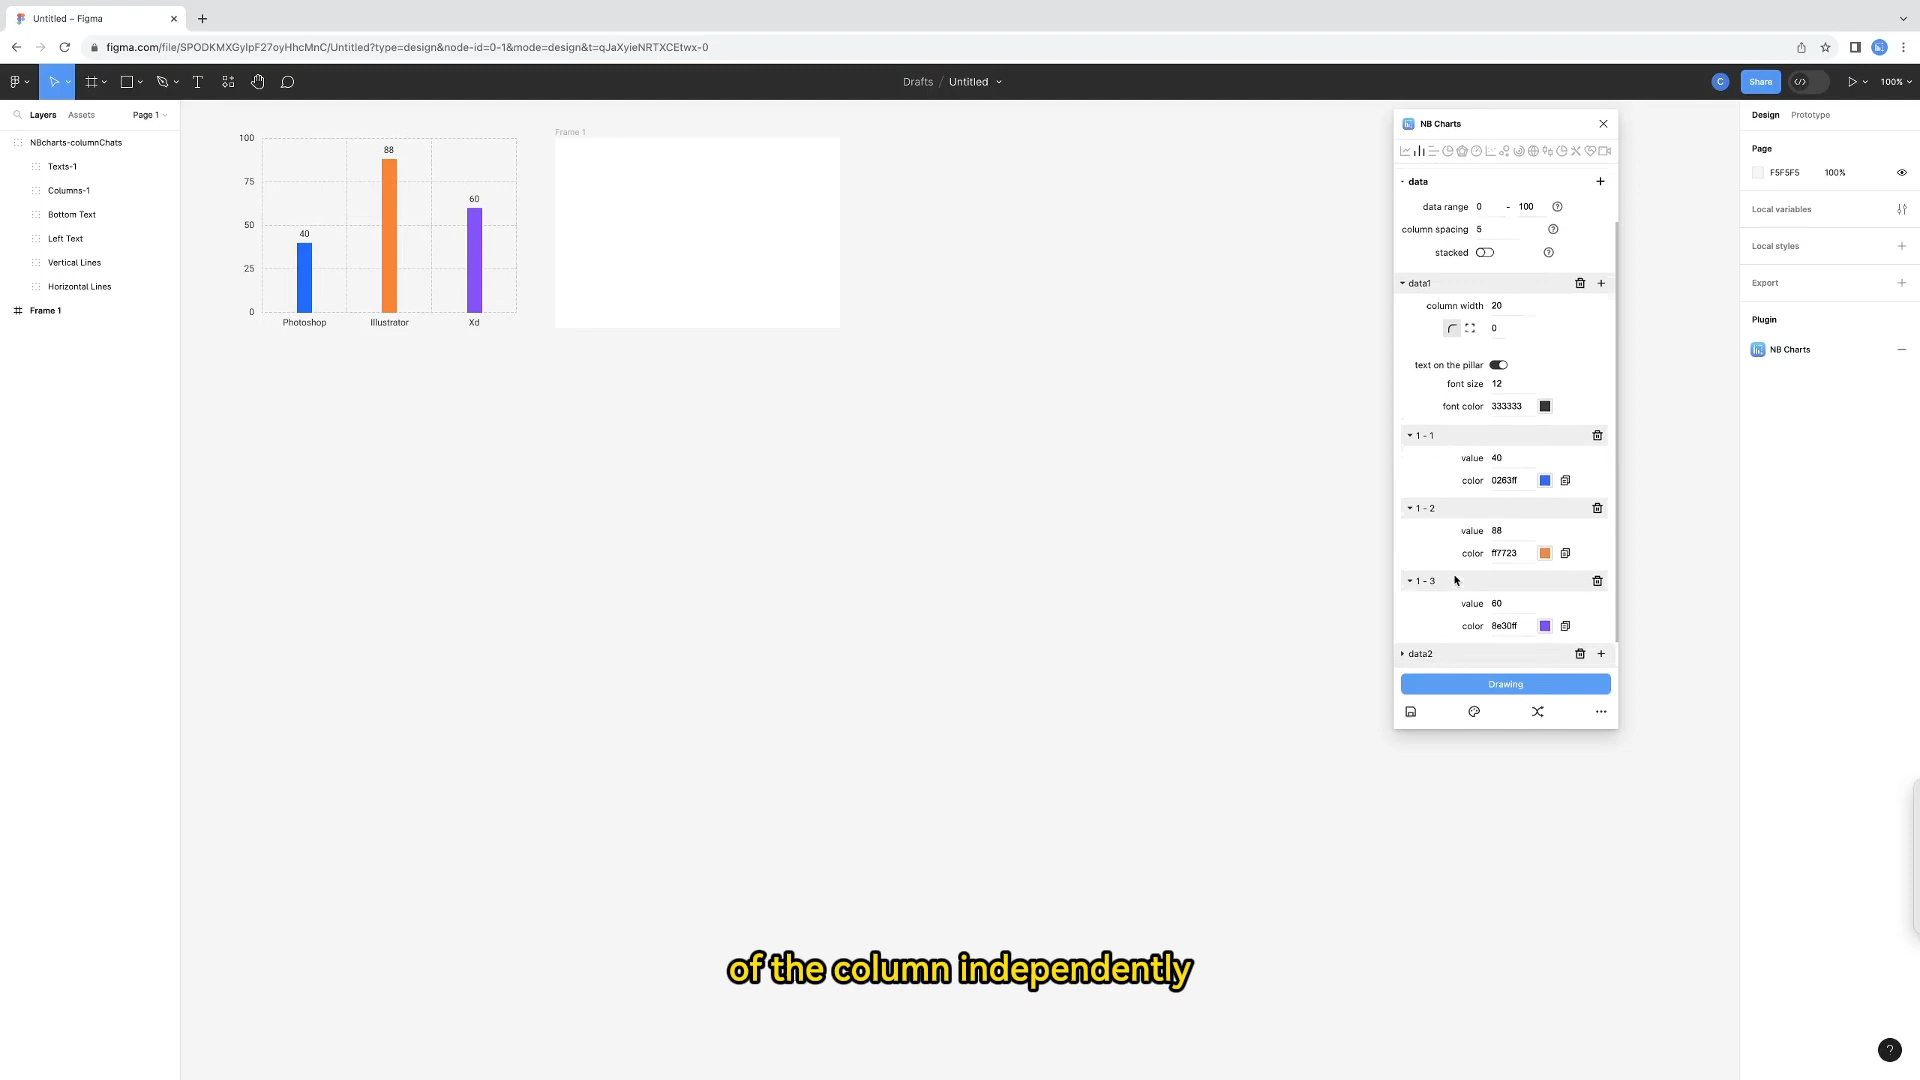 Untitled – Figma
figma.com/file/SPODKMXGylpF27oyHhcMnC/Untitled?type=design&node-id=0-1&mode=design&t=qJaXyieNRTXCEtwx-0
Drafts / Untitled
C
Share
100%
Layers
Assets
Page 1
NBcharts-columnChats
Texts-1
Columns-1
Bottom Text
Left Text
Vertical Lines
Horizontal Lines
Frame 1
100
75
50
25
0
40
88
60
Photoshop
Illustrator
Xd
Frame 1
NB Charts
data
data range 0 - 100
column spacing 5
stacked
data1
column width 20
0
text on the pillar
font size 12
font color 333333
1 - 1
value 40
color 0263ff
1 - 2
value 88
color ff7723
1 - 3
value 60
color 8e30ff
data2
Drawing
Design
Prototype
Page
F5F5F5 100%
Local variables
Local styles
Export
Plugin
NB Charts
of the column independently
?